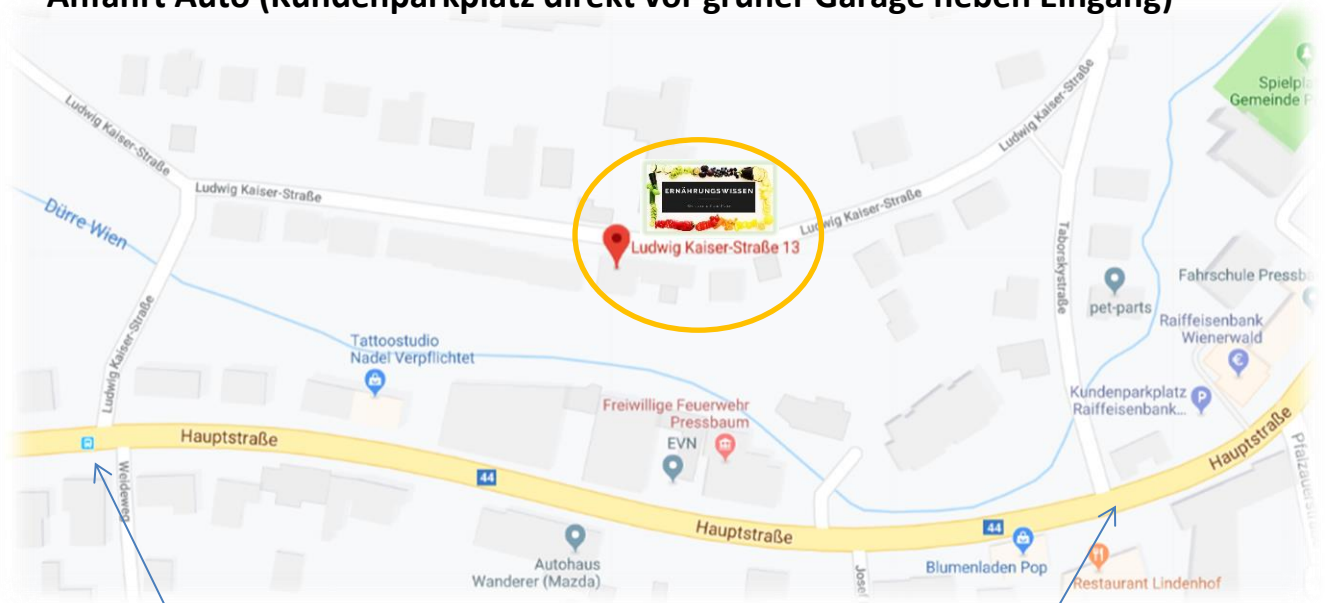 Anfahrt Auto (Kundenparkplatz direkt vor grüner Garage neben Eingang)
Ludwig Kaiser-Straße
Ludwig Kaiser-Straße
Ludwig Kaiser-Straße
Ludwig Kaiser-Straße
Ludwig Kaiser-Straße
Dürre-Wien
ERNÄHRUNGSWISSEN
Ludwig Kaiser-Straße 13
Taborskystraße
Gemeinde
Fahrschule
pet-parts
Raiffeisenbank
Wienerwald
€
Tattoostudio
Nadel Verpflichtet
Kundenparkplatz
Raiffeisenbank...
P
Freiwillige Feuerwehr
Pressbaum
EVN
Hauptstraße
Hauptstraße
Hauptstraße
Weideweg
44
44
Autohaus
Wanderer (Mazda)
Josef
Blumenladen Pop
Restaurant Lindenhof